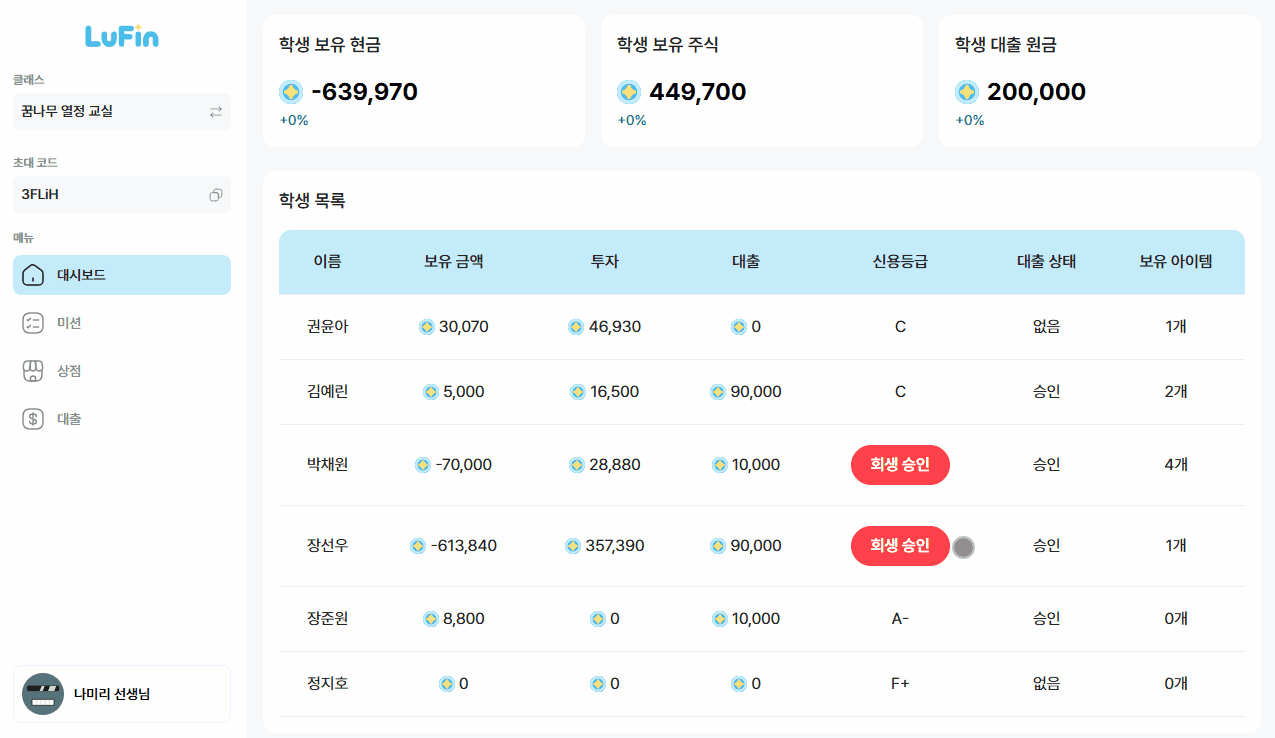 LuFin
클래스
꿈나무 열정 교실
초대 코드
3FLiH
메뉴
대시보드
미션
상점
대출
나미리 선생님
학생 보유 현금
-639,970
+0%
학생 보유 주식
449,700
+0%
학생 대출 원금
200,000
+0%
학생 목록
이름 보유 금액 투자 대출 신용등급 대출 상태 보유 아이템
권윤아 30,070 46,930 0 C 없음 1개
김예린 5,000 16,500 90,000 C 승인 2개
박채원 -70,000 28,880 10,000 회생 승인 승인 4개
장선우 -613,840 357,390 90,000 회생 승인 승인 1개
장준원 8,800 0 10,000 A- 승인 0개
정지호 0 0 0 F+ 없음 0개